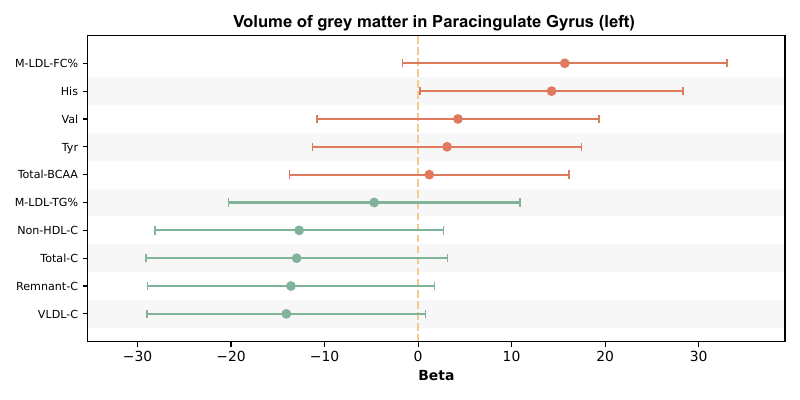 Volume of grey matter in Paracingulate Gyrus (left)
M-LDL-FC%
His
Val
Tyr
Total-BCAA
M-LDL-TG%
Non-HDL-C
Total-C
Remnant-C
VLDL-C
−30 −20 −10 0 10 20 30
Beta